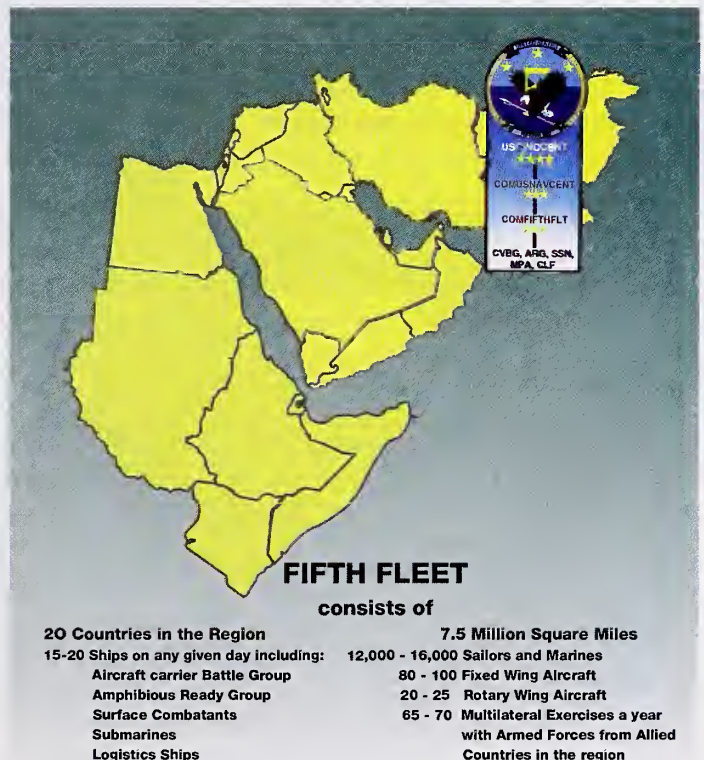 USCINCCENT
COMUSNAVCENT
COMFIFTHFLT
CVBG, ARG, SSN,
MPA, CLF
FIFTH FLEET
consists of
20 Countries in the Region
15-20 Ships on any given day including:
Aircraft carrier Battle Group
Amphibious Ready Group
Surface Combatants
Submarines
Logistics Ships
7.5 Million Square Miles
12,000 - 16,000 Sailors and Marines
80 - 100 Fixed Wing Aircraft
20 - 25 Rotary Wing Aircraft
65 - 70 Multilateral Exercises a year
with Armed Forces from Allied
Countries in the region